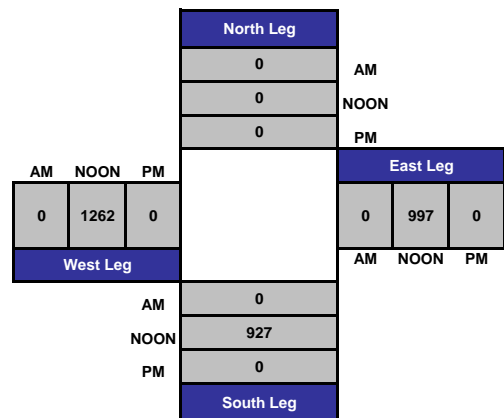 North Leg
0 AM
0 NOON
0 PM
AM NOON PM East Leg
0 1262 0 0 997 0
West Leg AM NOON PM
AM 0
NOON 927
PM 0
South Leg